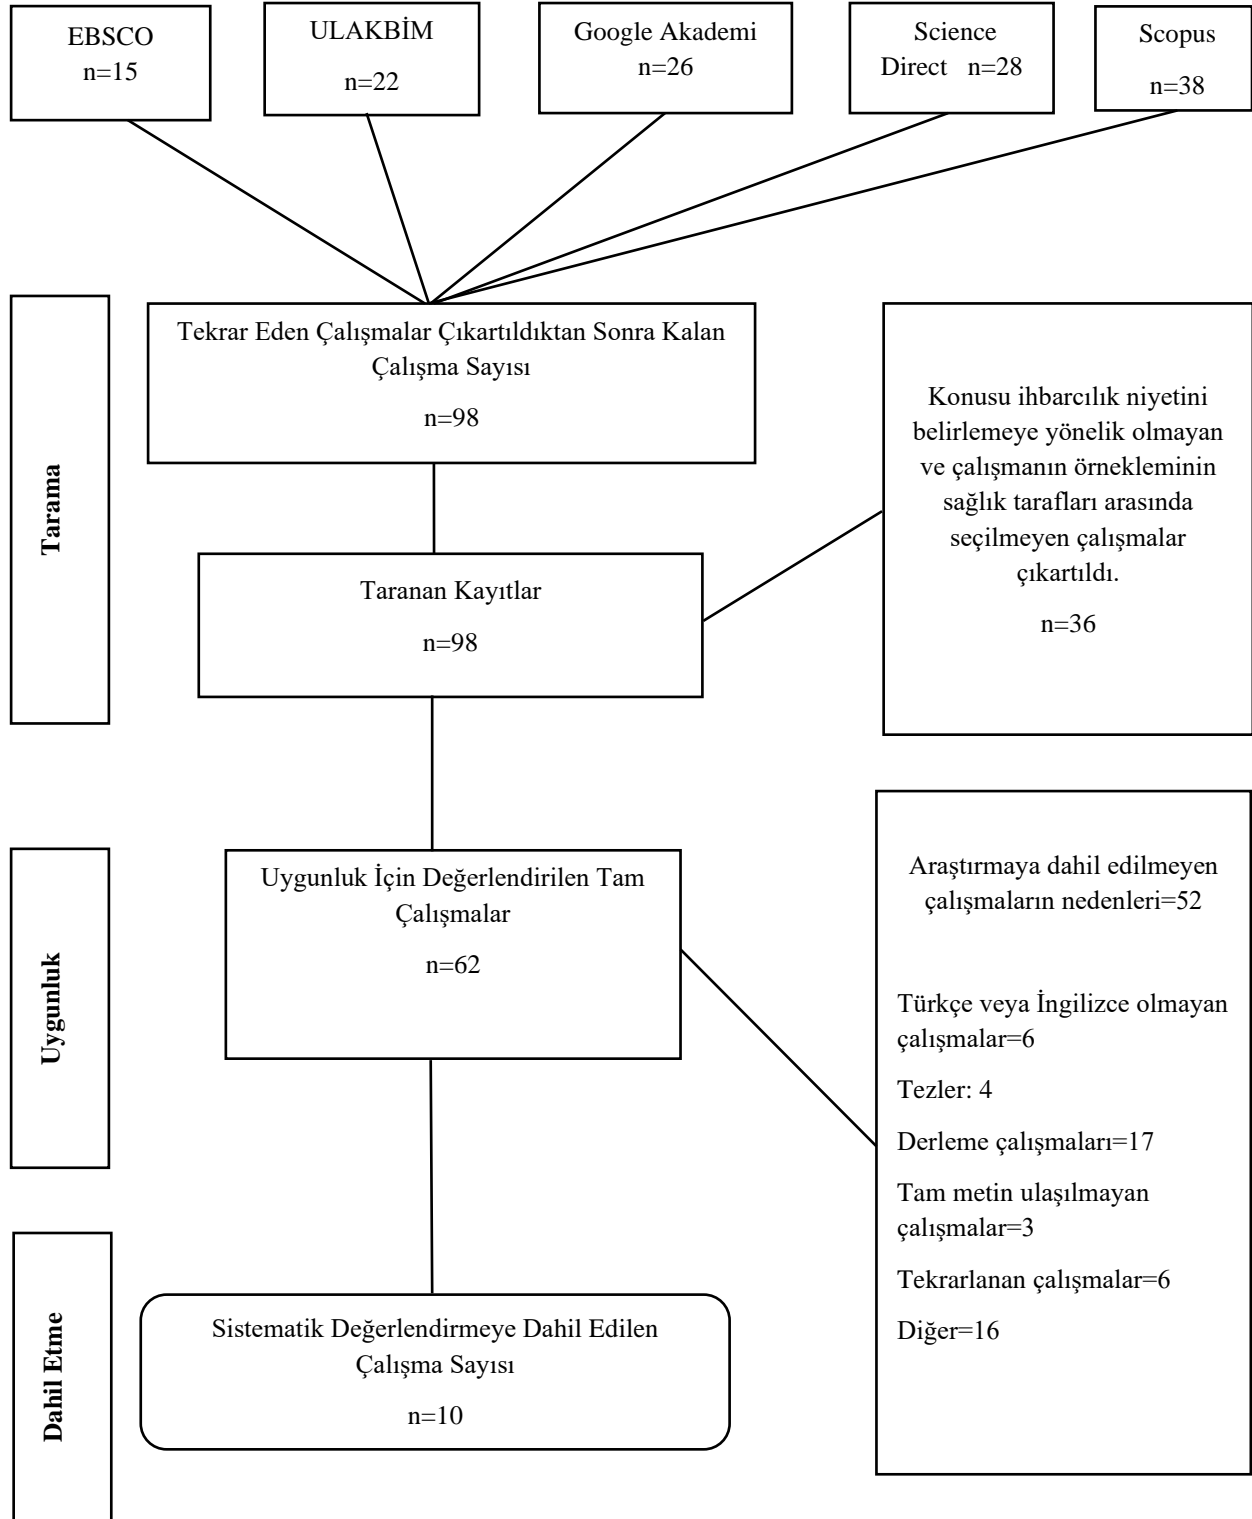 EBSCO
n=15
ULAKBİM
n=22
Google Akademi
n=26
Science
Direct n=28
Scopus
n=38
Tarama
Tekrar Eden Çalışmalar Çıkartıldıktan Sonra Kalan
Çalışma Sayısı
n=98
Taranan Kayıtlar
n=98
Konusu ihbarcılık niyetini
belirlemeye yönelik olmayan
ve çalışmanın örnekleminin
sağlık tarafları arasında
seçilmeyen çalışmalar
çıkartıldı.
n=36
Uygunluk
Uygunluk İçin Değerlendirilen Tam
Çalışmalar
n=62
Araştırmaya dahil edilmeyen
çalışmaların nedenleri=52
Türkçe veya İngilizce olmayan
çalışmalar=6
Tezler: 4
Derleme çalışmaları=17
Tam metin ulaşılmayan
çalışmalar=3
Tekrarlanan çalışmalar=6
Diğer=16
Dahil Etme
Sistematik Değerlendirmeye Dahil Edilen
Çalışma Sayısı
n=10